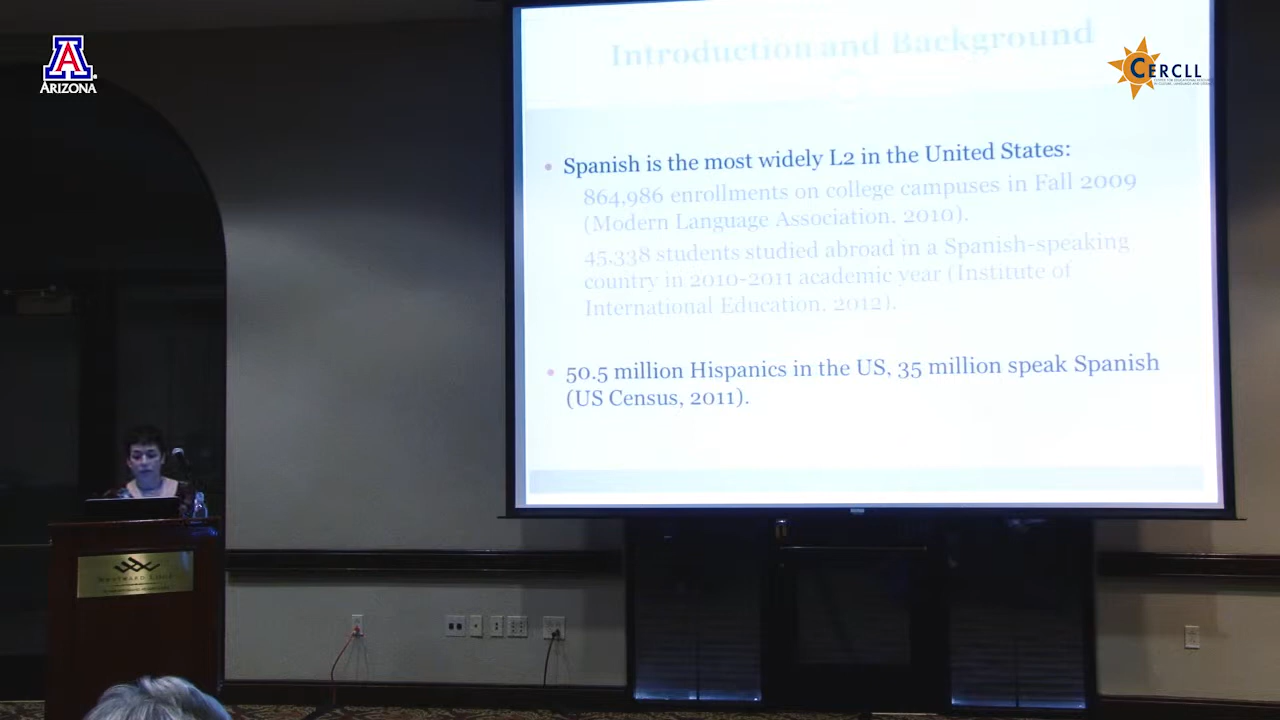 ARIZONA
CERCLL
Introduction and Background
• Spanish is the most widely L2 in the United States:
864,986 enrollments on college campuses in Fall 2009
(Modern Language Association, 2010).
45,338 students studied abroad in a Spanish-speaking
country in 2010-2011 academic year (Institute of
International Education, 2012).
• 50.5 million Hispanics in the US, 35 million speak Spanish
(US Census, 2011).